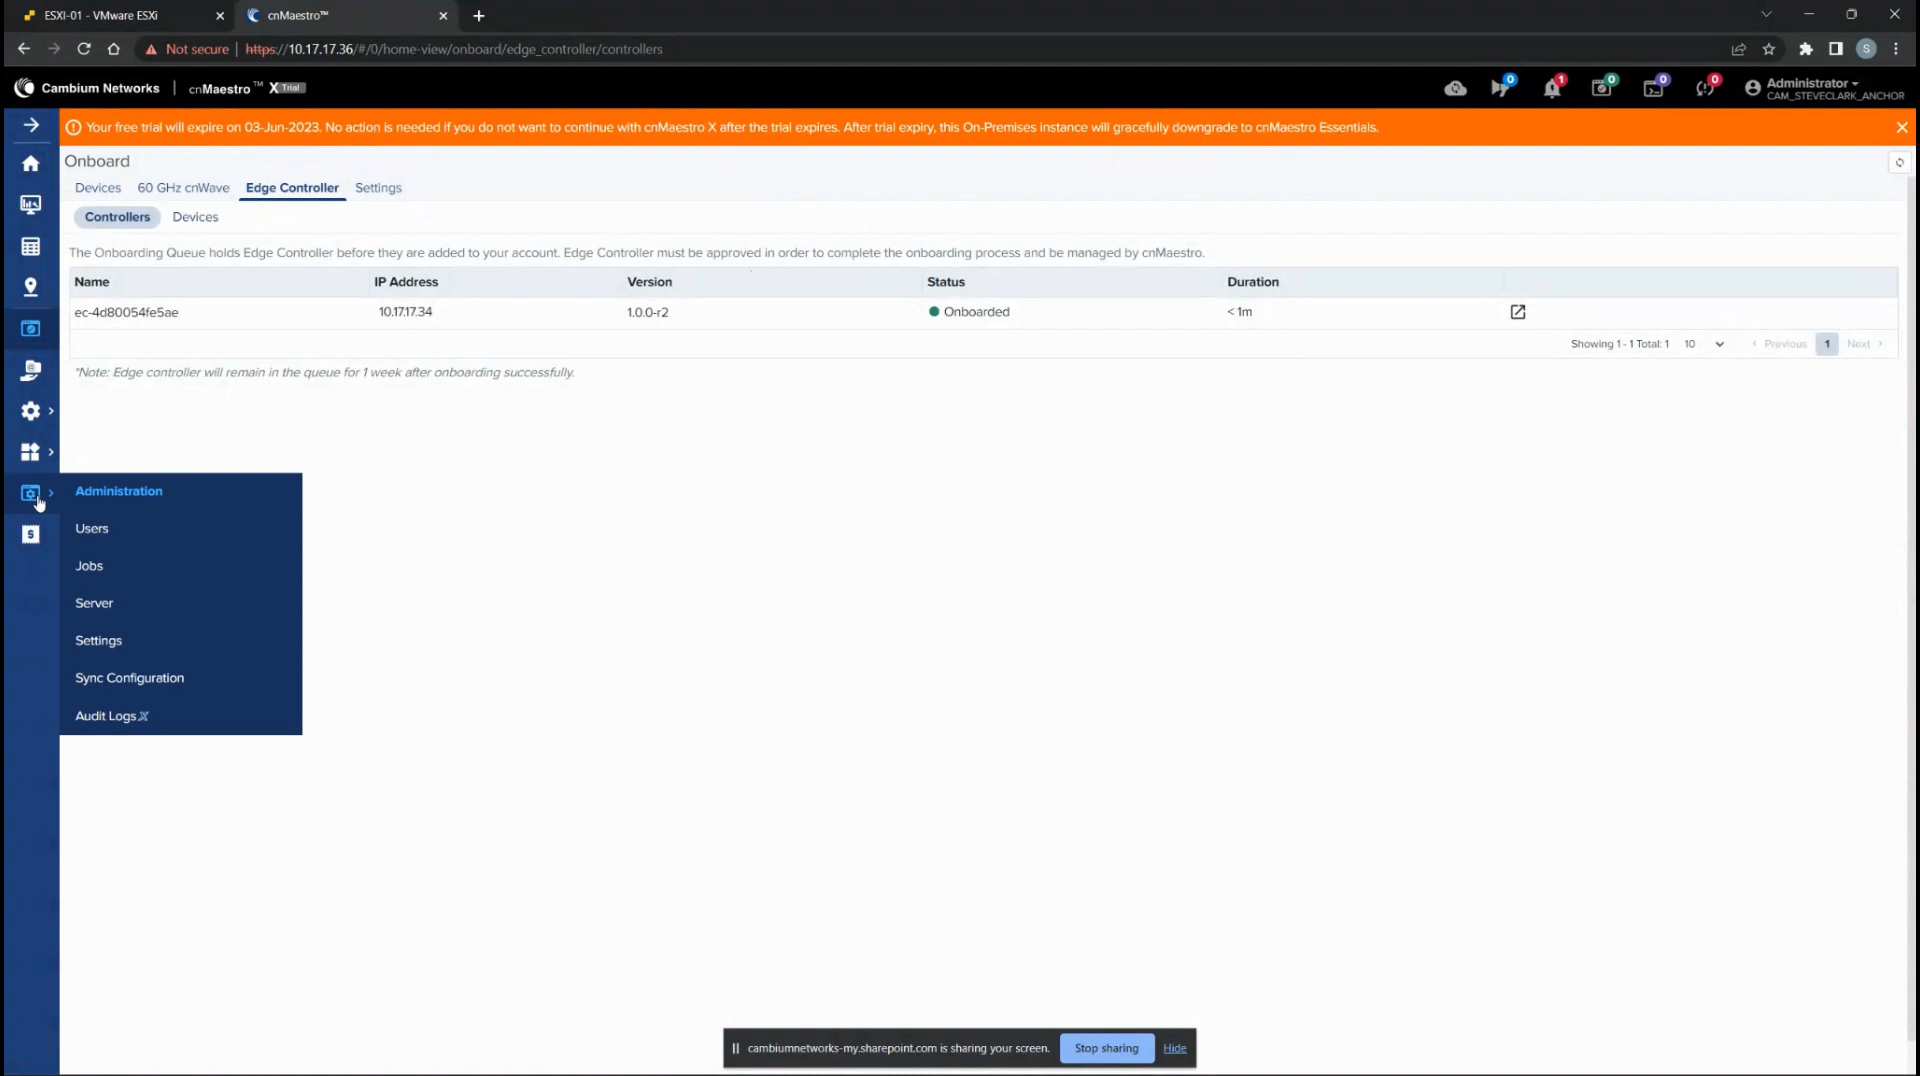 ESXI-01 - VMware ESXi
cnMaestro™
Not secure https://10.17.17.36/#/0/home-view/onboard/edge_controller/controllers
S
Cambium Networks | cnMaestro™ X Trial
0 1 0 0 0
Administrator
CAM_STEVECLARK_ANCHOR
Your free trial will expire on 03-Jun-2023. No action is needed if you do not want to continue with cnMaestro X after the trial expires. After trial expiry, this On-Premises instance will gracefully downgrade to cnMaestro Essentials.
Onboard
Devices 60 GHz cnWave Edge Controller Settings
Controllers Devices
The Onboarding Queue holds Edge Controller before they are added to your account. Edge Controller must be approved in order to complete the onboarding process and be managed by cnMaestro.
Name IP Address Version Status Duration
ec-4d80054fe5ae 10.17.17.34 1.0.0-r2 Onboarded <1m
Showing 1 - 1 Total: 1 10 < Previous 1 Next >
*Note: Edge controller will remain in the queue for 1 week after onboarding successfully.
Administration
Users
Jobs
Server
Settings
Sync Configuration
Audit Logs X
cambiumnetworks-my.sharepoint.com is sharing your screen. Stop sharing Hide